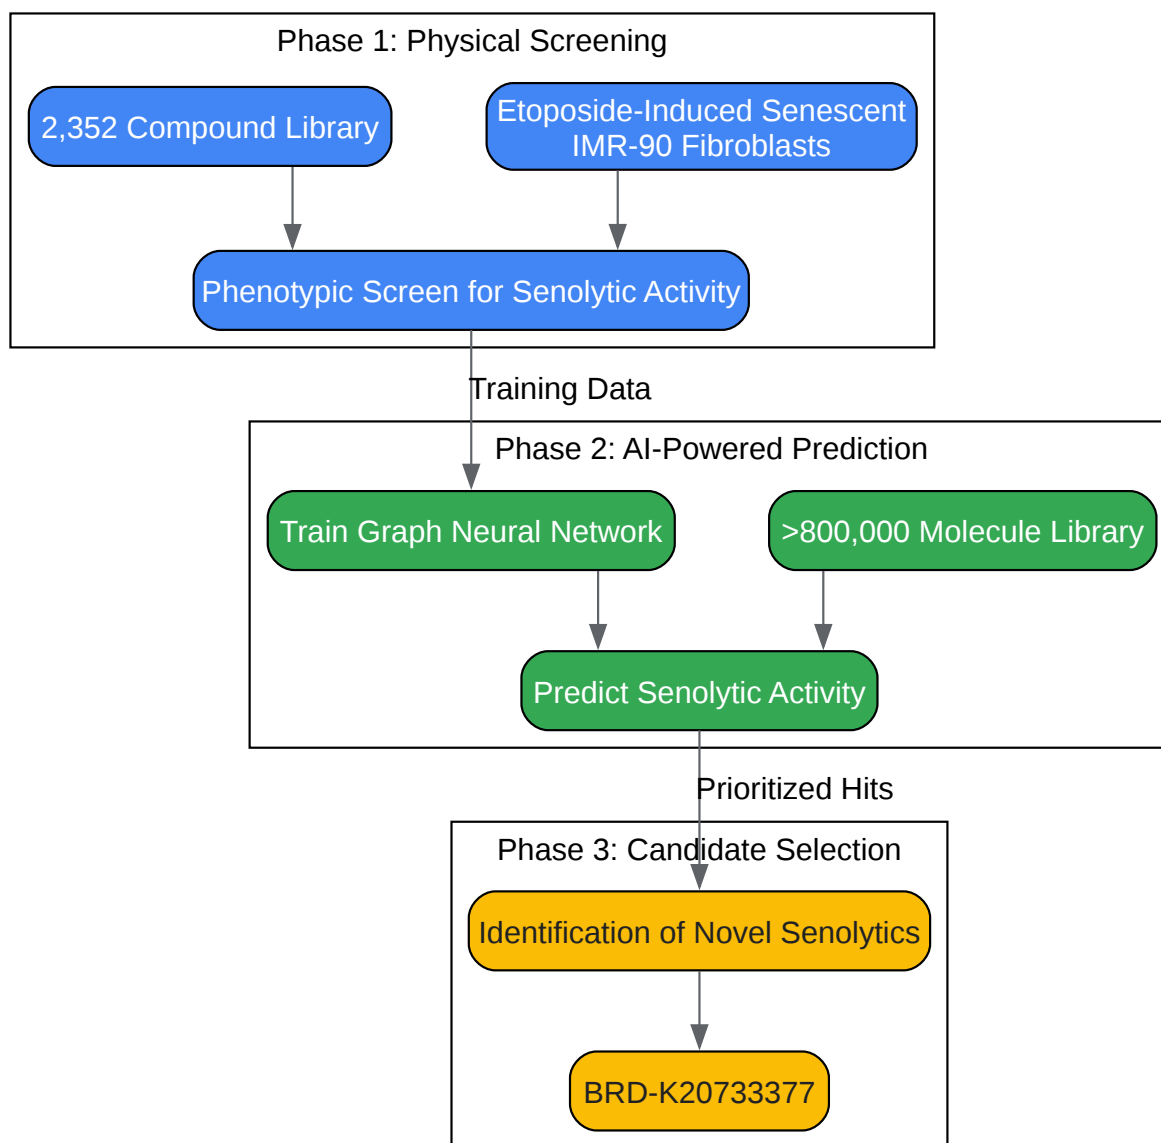 Phase 1: Physical Screening
2,352 Compound Library
Etoposide-Induced Senescent
IMR-90 Fibroblasts
Phenotypic Screen for Senolytic Activity
Training Data
Phase 2: AI-Powered Prediction
Train Graph Neural Network
>800,000 Molecule Library
Predict Senolytic Activity
Prioritized Hits
Phase 3: Candidate Selection
Identification of Novel Senolytics
BRD-K20733377